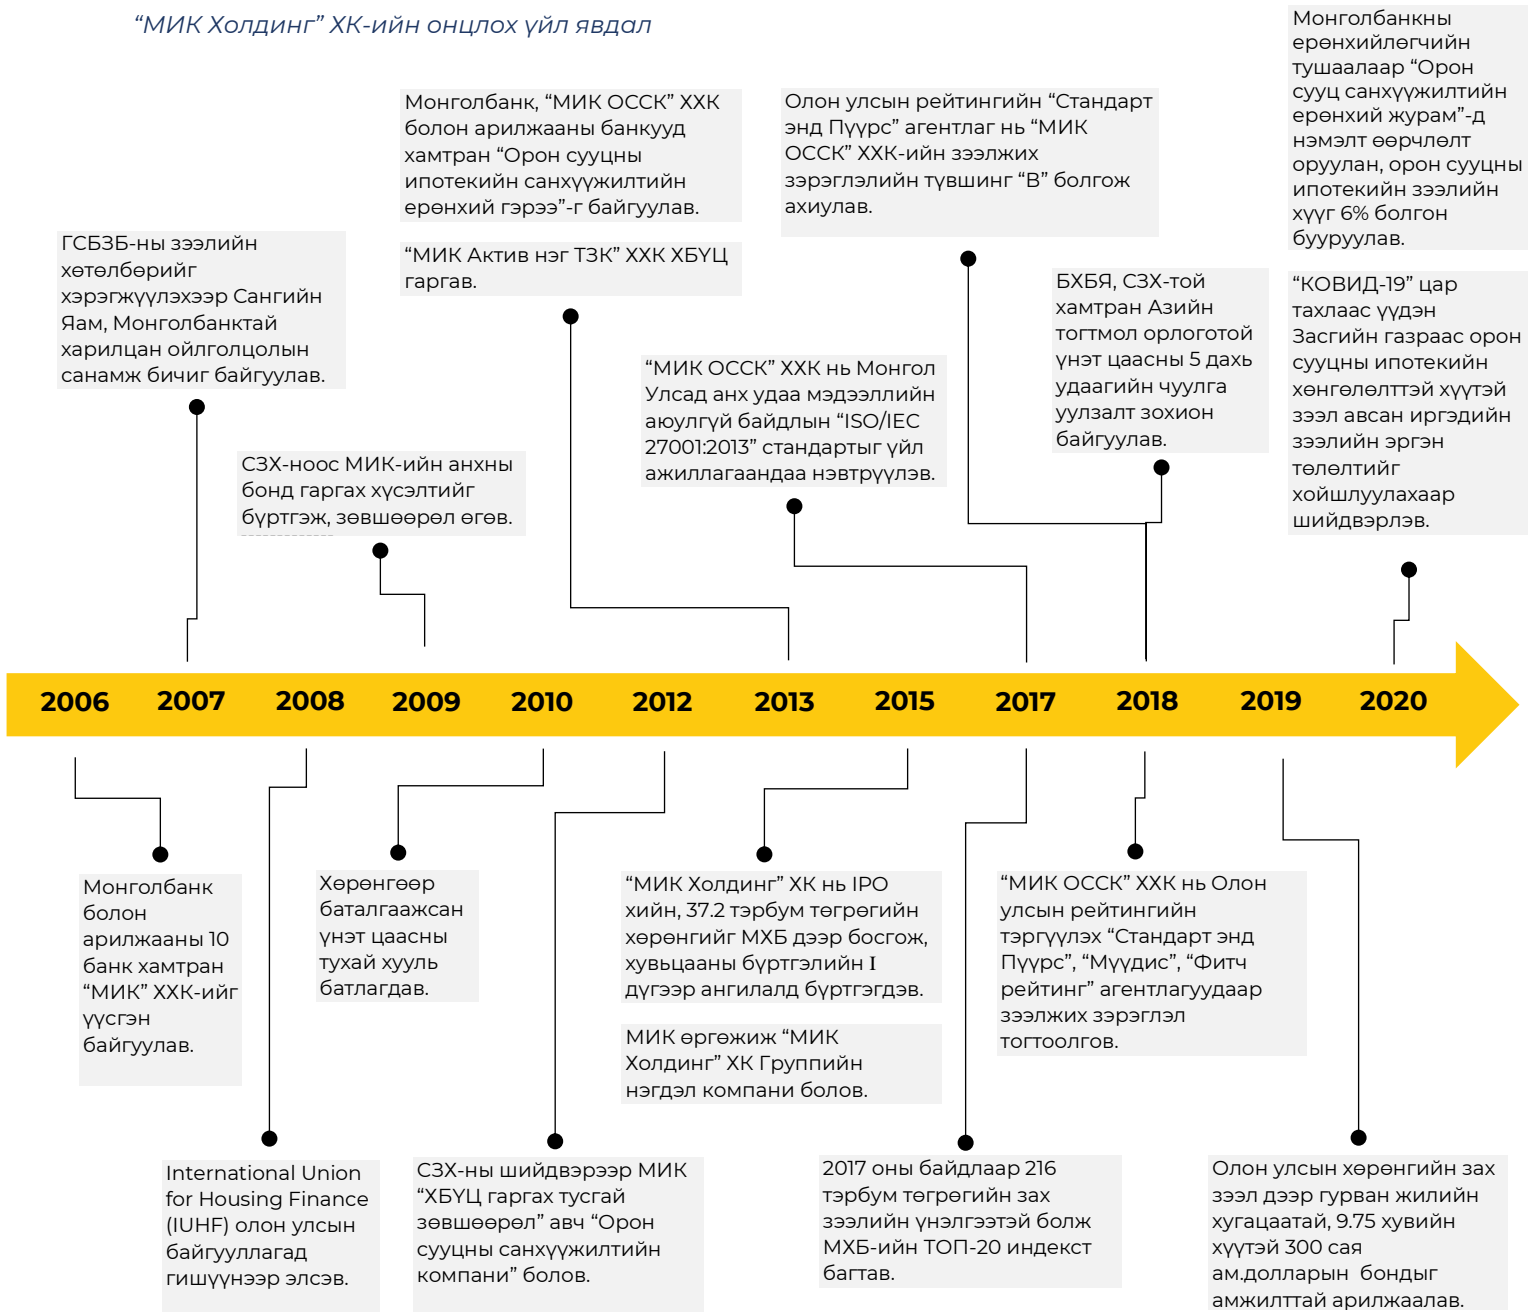 “МИК Холдинг” ХК-ийн онцлох үйл явдал
Монголбанкны
ерөнхийлөгчийн
тушаалаар “Орон
сууц санхүүжилтийн
ерөнхий журам”-д
нэмэлт өөрчлөлт
оруулан, орон сууцны
ипотекийн зээлийн
хүүг 6% болгон
бууруулав.
Монголбанк, “МИК ОССК” ХХК
болон арилжааны банкууд
хамтран “Орон сууцны
ипотекийн санхүүжилтийн
ерөнхий гэрээ”-г байгуулав.
Олон улсын рейтингийн “Стандарт
энд Пүүрс” агентлаг нь “МИК
ОССК” ХХК-ийн зээлжих
зэрэглэлийн түвшинг “B” болгож
ахиулав.
ГСБЗБ-ны зээлийн
хөтөлбөрийг
хэрэгжүүлэхээр Сангийн
Яам, Монголбанктай
харилцан ойлголцолын
санамж бичиг байгуулав.
“МИК Актив нэг ТЗК” ХХК ХБҮЦ
гаргав.
БХБЯ, СЗХ-той
хамтран Азийн
тогтмол орлоготой
үнэт цаасны 5 дахь
удаагийн чуулга
уулзалт зохион
байгуулав.
“КОВИД-19” цар
тахлаас үүдэн
Засгийн газраас орон
сууцны ипотекийн
хөнгөлөлттэй хүүтэй
зээл авсан иргэдийн
зээлийн эргэн
төлөлтийг
хойшлуулахаар
шийдвэрлэв.
“МИК ОССК” ХХК нь Монгол
Улсад анх удаа мэдээллийн
аюулгүй байдлын “ISO/IEC
27001:2013” стандартыг үйл
ажиллагаандаа нэвтрүүлэв.
СЗХ-ноос МИК-ийн анхны
бонд гаргах хүсэлтийг
бүртгэж, зөвшөөрөл өгөв.
2006 2007 2008 2009 2010 2012 2013 2015 2017 2018 2019 2020
Монголбанк
болон
арилжааны 10
банк хамтран
“МИК” ХХК-ийг
үүсгэн
байгуулав.
Хөрөнгөөр
баталгаажсан
үнэт цаасны
тухай хууль
батлагдав.
“МИК Холдинг” ХК нь IPO
хийн, 37.2 тэрбум төгрөгийн
хөрөнгийг МХБ дээр босгож,
хувьцааны бүртгэлийн I
дүгээр ангилалд бүртгэгдэв.
МИК өргөжиж “МИК
Холдинг” ХК Группийн
нэгдэл компани болов.
“МИК ОССК” ХХК нь Олон
улсын рейтингийн
тэргүүлэх “Стандарт энд
Пүүрс”, “Мүүдис”, “Фитч
рейтинг” агентлагуудаар
зээлжих зэрэглэл
тогтоолгов.
International Union
for Housing Finance
(IUHF) олон улсын
байгууллагад
гишүүнээр элсэв.
СЗХ-ны шийдвэрээр МИК
“ХБҮЦ гаргах тусгай
зөвшөөрөл” авч “Орон
сууцны санхүүжилтийн
компани” болов.
2017 оны байдлаар 216
тэрбум төгрөгийн зах
зээлийн үнэлгээтэй болж
МХБ-ийн ТОП-20 индекст
багтав.
Олон улсын хөрөнгийн зах
зээл дээр гурван жилийн
хугацаатай, 9.75 хувийн
хүүтэй 300 сая
ам.долларын бондыг
амжилттай арилжаалав.